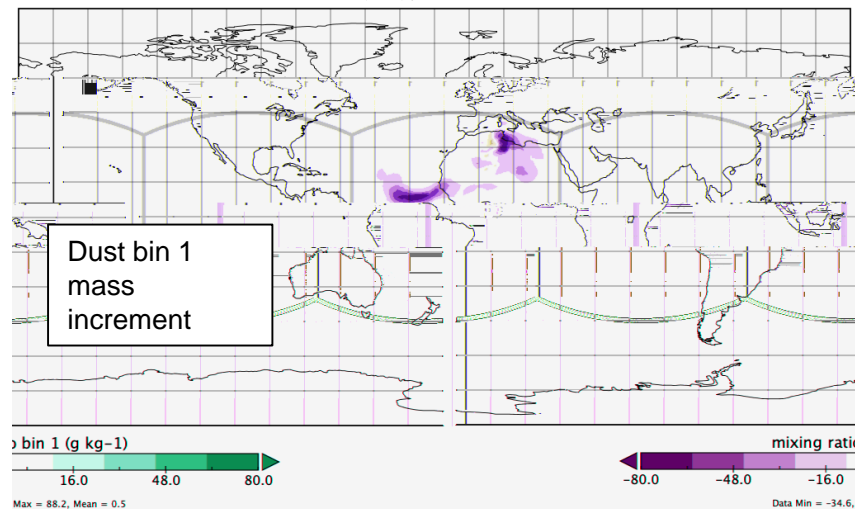 Dust bin 1
mass
increment
o bin 1 (g kg-1)
mixing ratio
16.0 48.0 80.0
-80.0 -48.0 -16.0
Max = 88.2, Mean = 0.5
Data Min = -34.6,